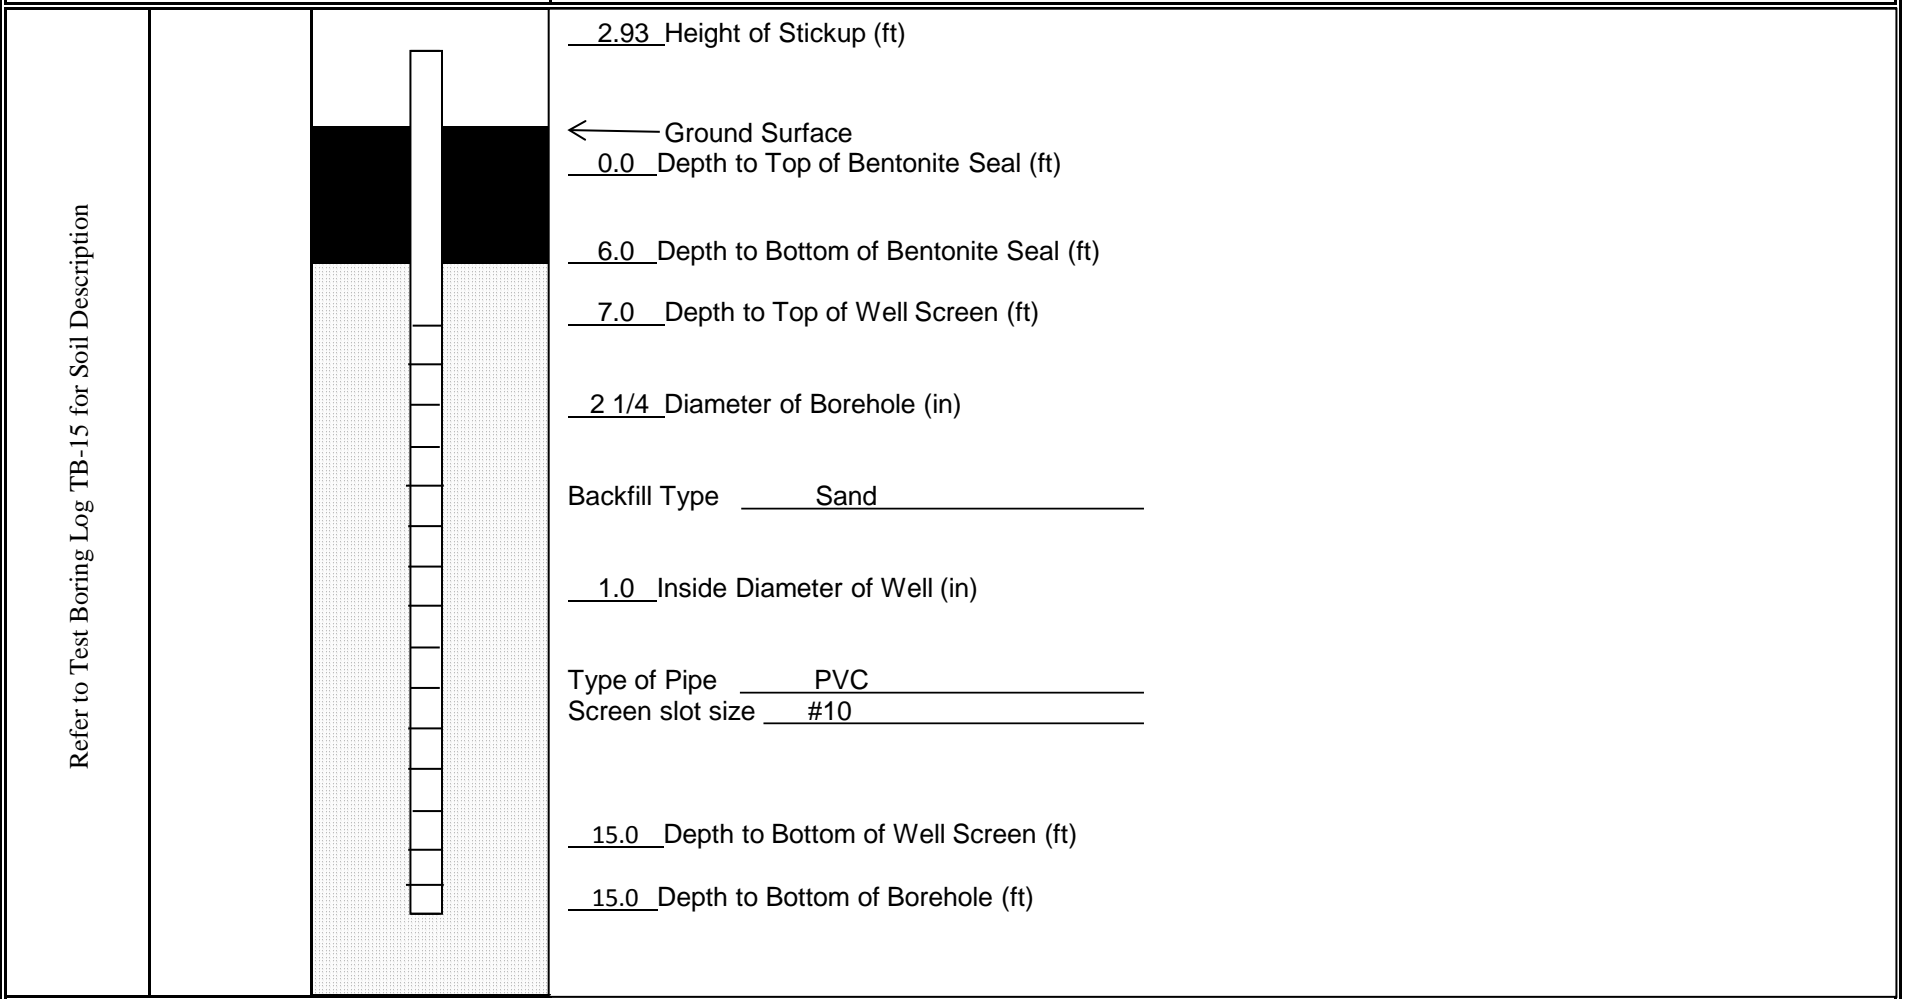 Refer to Test Boring Log TB-15 for Soil Description
2.93 Height of Stickup (ft)
Ground Surface
0.0 Depth to Top of Bentonite Seal (ft)
6.0 Depth to Bottom of Bentonite Seal (ft)
7.0 Depth to Top of Well Screen (ft)
2 1/4 Diameter of Borehole (in)
Backfill Type Sand
1.0 Inside Diameter of Well (in)
Type of Pipe PVC
Screen slot size #10
15.0 Depth to Bottom of Well Screen (ft)
15.0 Depth to Bottom of Borehole (ft)